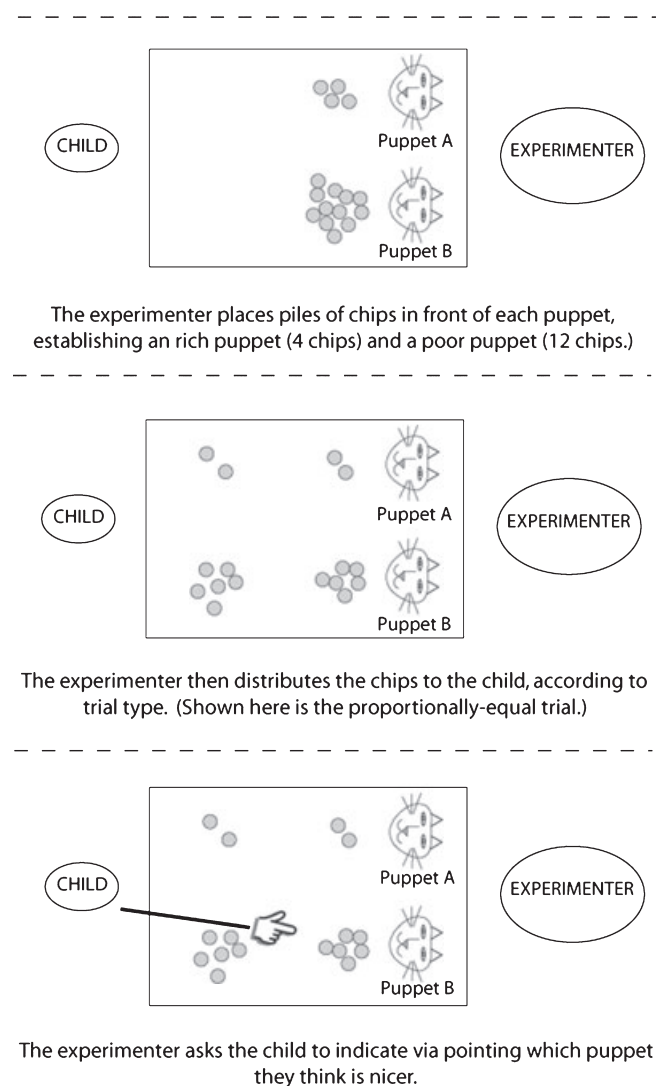 CHILD
Puppet A
EXPERIMENTER
Puppet B
The experimenter places piles of chips in front of each puppet,
establishing an rich puppet (4 chips) and a poor puppet (12 chips.)
CHILD
Puppet A
EXPERIMENTER
Puppet B
The experimenter then distributes the chips to the child, according to
trial type. (Shown here is the proportionally-equal trial.)
CHILD
Puppet A
EXPERIMENTER
Puppet B
The experimenter asks the child to indicate via pointing which puppet
they think is nicer.